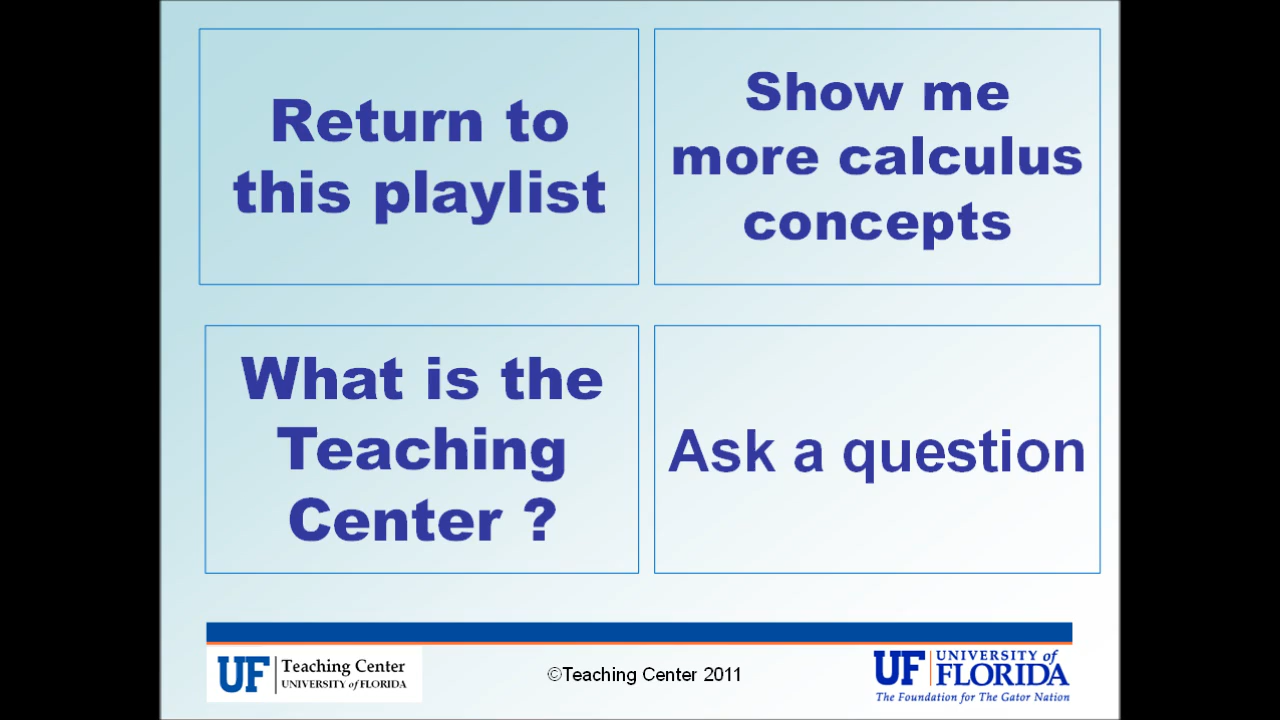 Return to
this playlist
Show me
more calculus
concepts
What is the
Teaching
Center ?
Ask a question
UF Teaching Center
UNIVERSITY of FLORIDA
©Teaching Center 2011
UF UNIVERSITY of
FLORIDA
The Foundation for The Gator Nation